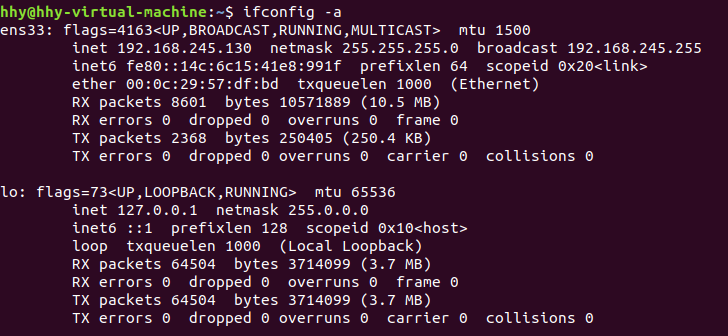 hhy@hhy-virtual-machine:~$ ifconfig -a
ens33: flags=4163<UP,BROADCAST,RUNNING,MULTICAST>  mtu 1500
        inet 192.168.245.130  netmask 255.255.255.0  broadcast 192.168.245.255
        inet6 fe80::14c:6c15:41e8:991f  prefixlen 64  scopeid 0x20<link>
        ether 00:0c:29:57:df:bd  txqueuelen 1000  (Ethernet)
        RX packets 8601  bytes 10571889 (10.5 MB)
        RX errors 0  dropped 0  overruns 0  frame 0
        TX packets 2368  bytes 250405 (250.4 KB)
        TX errors 0  dropped 0 overruns 0  carrier 0  collisions 0

lo: flags=73<UP,LOOPBACK,RUNNING>  mtu 65536
        inet 127.0.0.1  netmask 255.0.0.0
        inet6 ::1  prefixlen 128  scopeid 0x10<host>
        loop  txqueuelen 1000  (Local Loopback)
        RX packets 64504  bytes 3714099 (3.7 MB)
        RX errors 0  dropped 0  overruns 0  frame 0
        TX packets 64504  bytes 3714099 (3.7 MB)
        TX errors 0  dropped 0 overruns 0  carrier 0  collisions 0